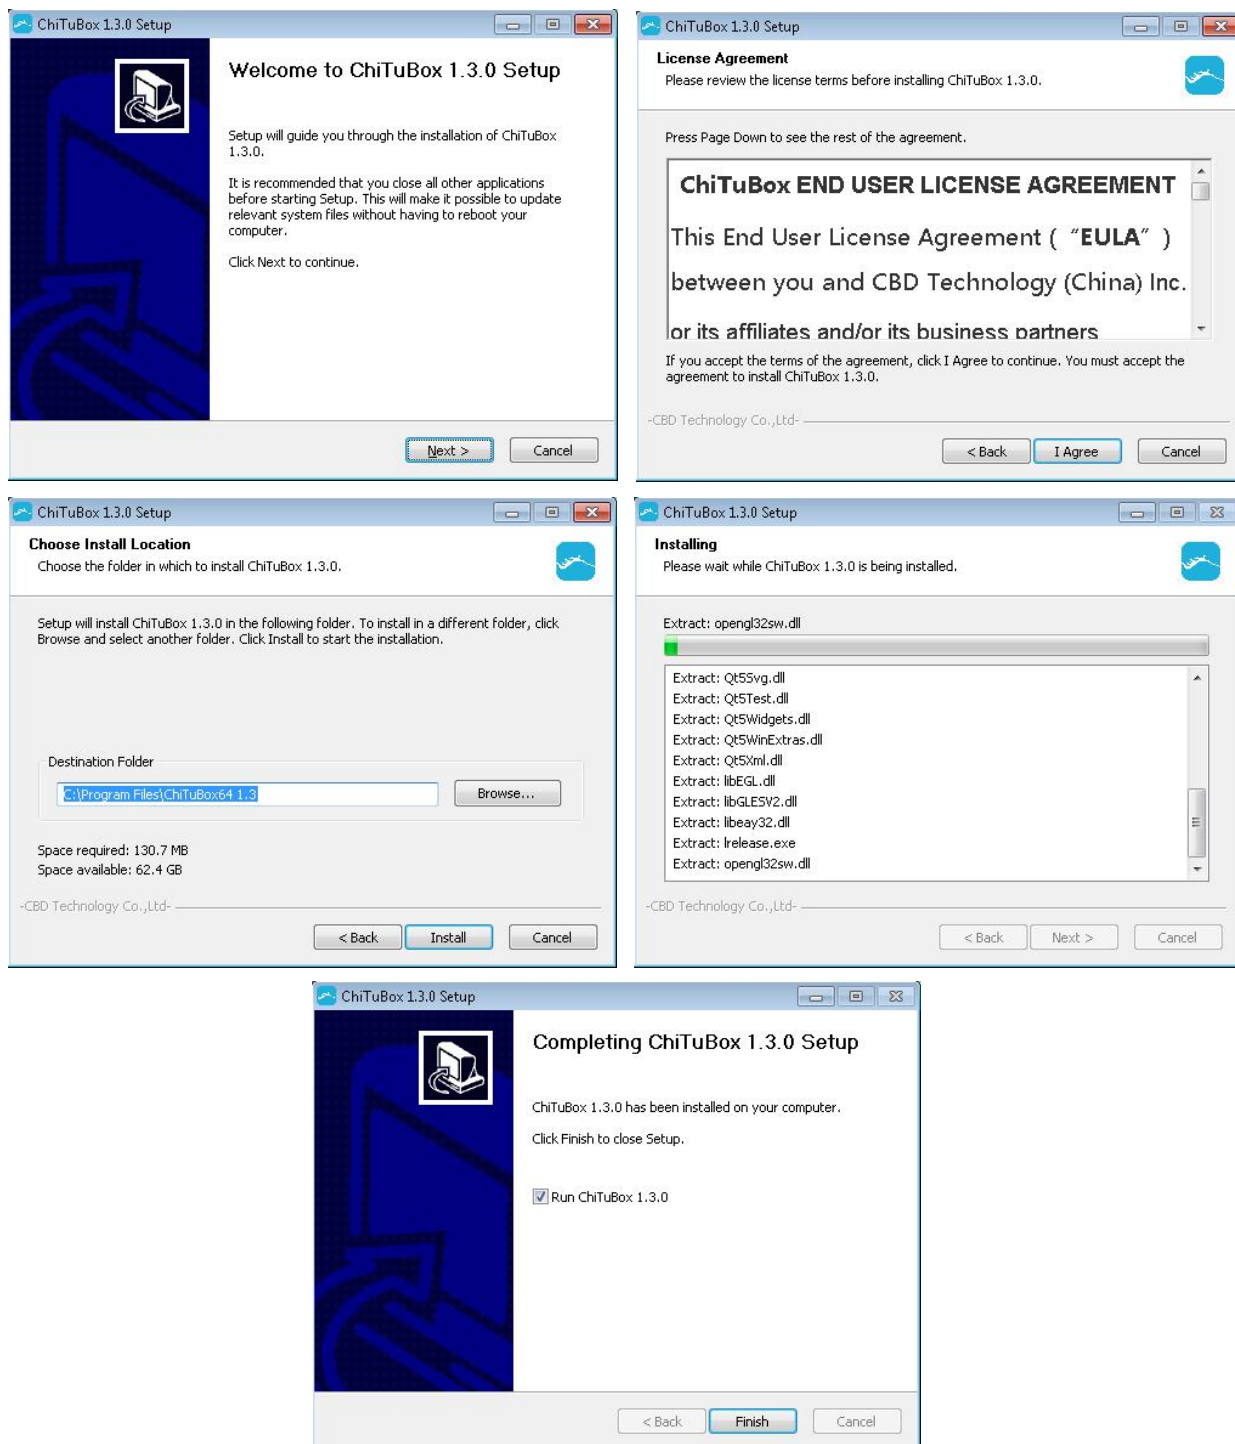 ChiTuBox 1.3.0 Setup
Welcome to ChiTuBox 1.3.0 Setup
Setup will guide you through the installation of ChiTuBox
1.3.0.
It is recommended that you close all other applications
before starting Setup. This will make it possible to update
relevant system files without having to reboot your
computer.
Click Next to continue.
Next >
Cancel
ChiTuBox 1.3.0 Setup
License Agreement
Please review the license terms before installing ChiTuBox 1.3.0.
Press Page Down to see the rest of the agreement.
ChiTuBox END USER LICENSE AGREEMENT
This End User License Agreement ( “EULA” )
between you and CBD Technology (China) Inc.
or its affiliates and/or its business partners
If you accept the terms of the agreement, click I Agree to continue. You must accept the
agreement to install ChiTuBox 1.3.0.
-CBD Technology Co.,Ltd-
< Back
I Agree
Cancel
ChiTuBox 1.3.0 Setup
Choose Install Location
Choose the folder in which to install ChiTuBox 1.3.0.
Setup will install ChiTuBox 1.3.0 in the following folder. To install in a different folder, click
Browse and select another folder. Click Install to start the installation.
Destination Folder
C:\Program Files\ChiTuBox64 1.3
Browse...
Space required: 130.7 MB
Space available: 62.4 GB
-CBD Technology Co.,Ltd-
< Back
Install
Cancel
ChiTuBox 1.3.0 Setup
Installing
Please wait while ChiTuBox 1.3.0 is being installed.
Extract: opengl32sw.dll
Extract: Qt5Svg.dll
Extract: Qt5Test.dll
Extract: Qt5Widgets.dll
Extract: Qt5WinExtras.dll
Extract: Qt5Xml.dll
Extract: libEGL.dll
Extract: libGLESV2.dll
Extract: libeay32.dll
Extract: lrelease.exe
Extract: opengl32sw.dll
-CBD Technology Co.,Ltd-
< Back
Next >
Cancel
ChiTuBox 1.3.0 Setup
Completing ChiTuBox 1.3.0 Setup
ChiTuBox 1.3.0 has been installed on your computer.
Click Finish to close Setup.
Run ChiTuBox 1.3.0
< Back
Finish
Cancel